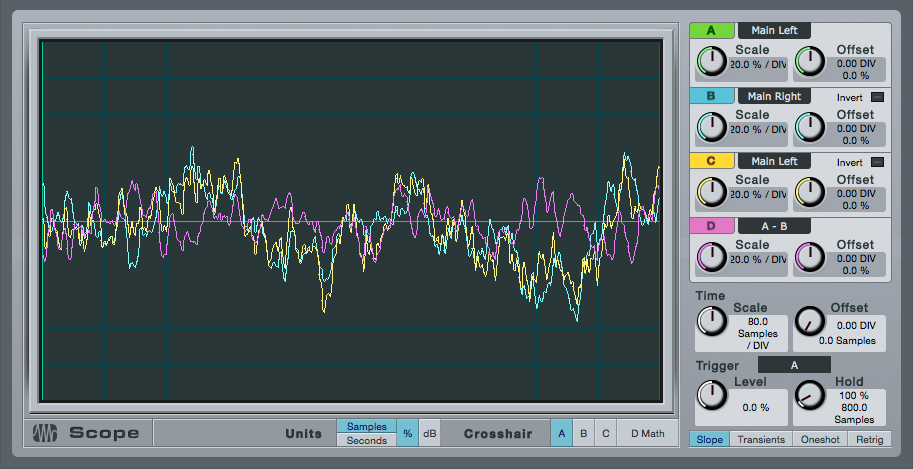 A Main Left
Scale Offset
20.0 % / DIV 0.00 DIV
0.0 %
B Main Right Invert
Scale Offset
20.0 % / DIV 0.00 DIV
0.0 %
C Main Left Invert
Scale Offset
20.0 % / DIV 0.00 DIV
0.0 %
D A - B
Scale Offset
20.0 % / DIV 0.00 DIV
0.0 %
Time
Scale Offset
80.0
Samples
/ DIV
0.00 DIV
0.0 Samples
Trigger A
Level Hold
0.0 %
100 %
800.0
Samples
Slope Transients Oneshot Retrig
Scope Units
Samples
Seconds
% dB Crosshair A B C D Math